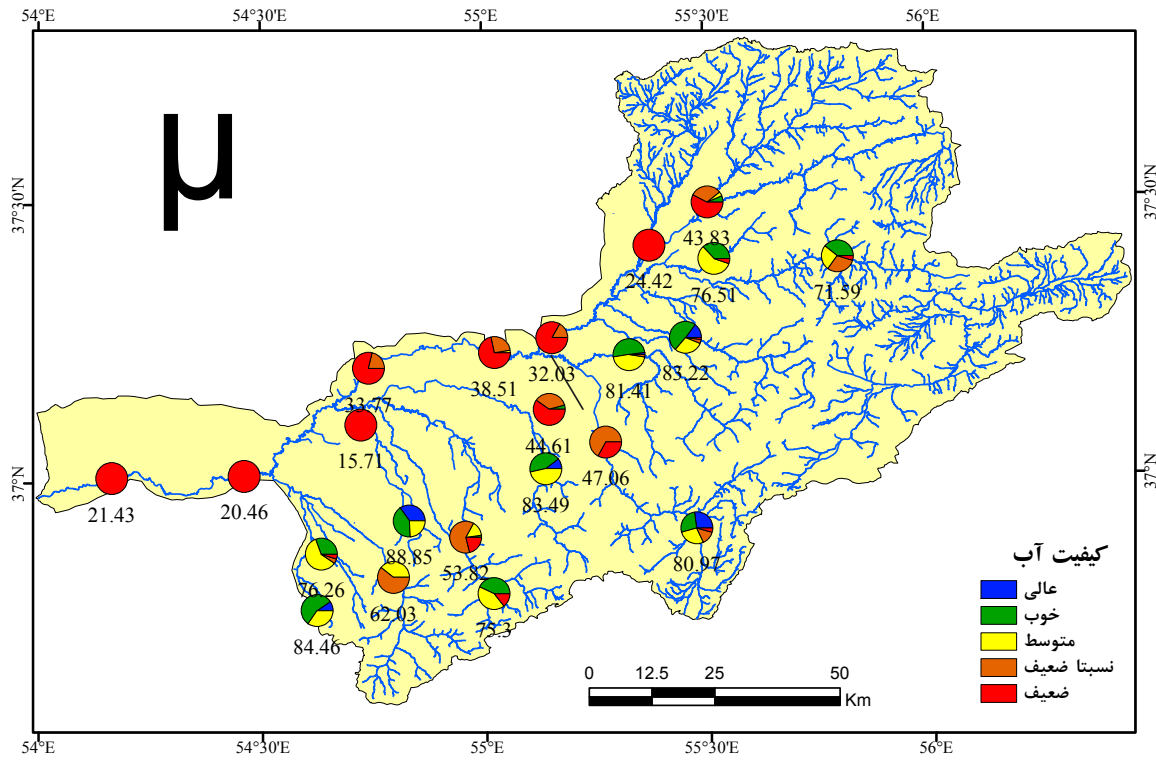 54°E 54°30'E 55°E 55°30'E 56°E
µ
37°30'N 37°30'N
43.83
24.42 76.51 71.59
33.77 38.51 32.03 81.41 83.22
15.71 44.61 47.06
37°N 37°N
21.43 20.46 83.49
88.85 53.82 80.97
76.26 62.03 75.3
84.46
کیفیت آب
عالی
خوب
متوسط
نسبتا ضعیف
ضعیف
0 12.5 25 50
Km
54°E 54°30'E 55°E 55°30'E 56°E